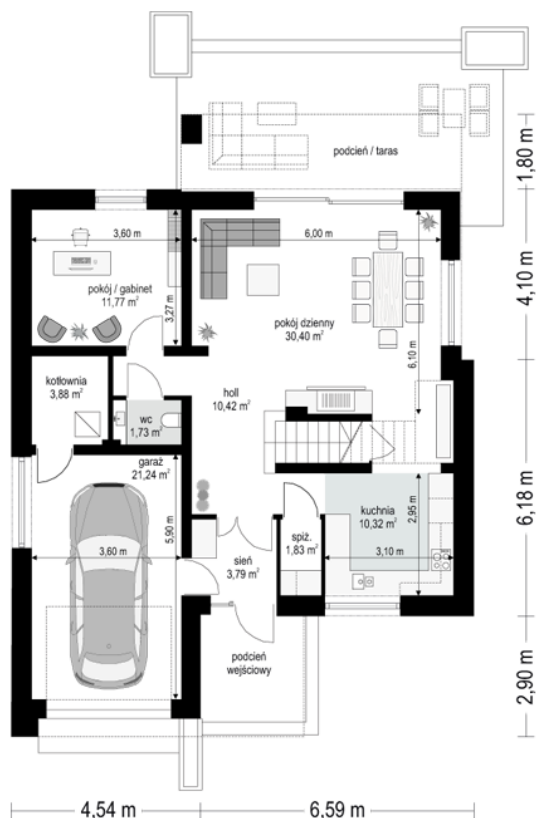 podcień / taras
1,80 m
3,60 m
6,00 m
pokój / gabinet
11,77 m²
3,27 m
pokój dzienny
30,40 m²
4,10 m
6,10 m
kotłownia
3,88 m²
holl
10,42 m²
wc
1,73 m²
garaż
21,24 m²
5,90 m
3,60 m
kuchnia
10,32 m²
2,95 m
3,10 m
spiż.
1,83 m²
sień
3,79 m²
6,18 m
podcień
wejściowy
2,90 m
4,54 m
6,59 m